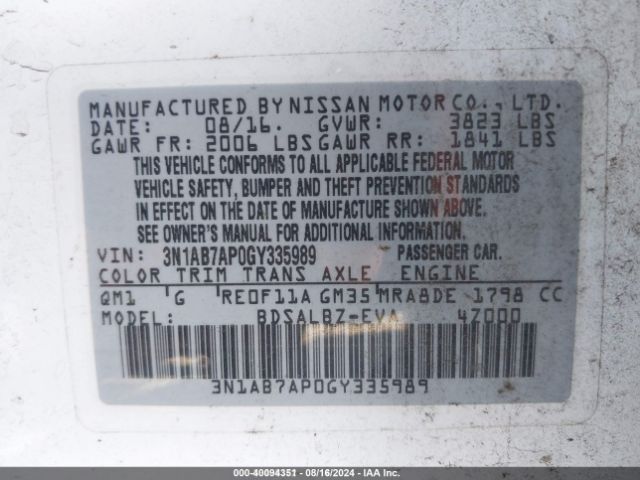 MANUFACTURED BY NISSAN MOTOR CO., LTD.
DATE: 08/16. GVWR: 3823 LBS
GAWR FR: 2006 LBS GAWR RR: 1841 LBS
THIS VEHICLE CONFORMS TO ALL APPLICABLE FEDERAL MOTOR
VEHICLE SAFETY, BUMPER AND THEFT PREVENTION STANDARDS
IN EFFECT ON THE DATE OF MANUFACTURE SHOWN ABOVE.
SEE OWNER'S MANUAL FOR ADDITIONAL INFORMATION.
VIN: 3N1AB7AP0GY335989 PASSENGER CAR.
COLOR TRIM TRANS AXLE ENGINE
QM1 G RE0F11A GM35 MRA8DE 1798 CC
MODEL: BDSALBZ-EVA 4Z000
3N1AB7AP0GY335989
000-40094351 - 08/16/2024 - IAA Inc.